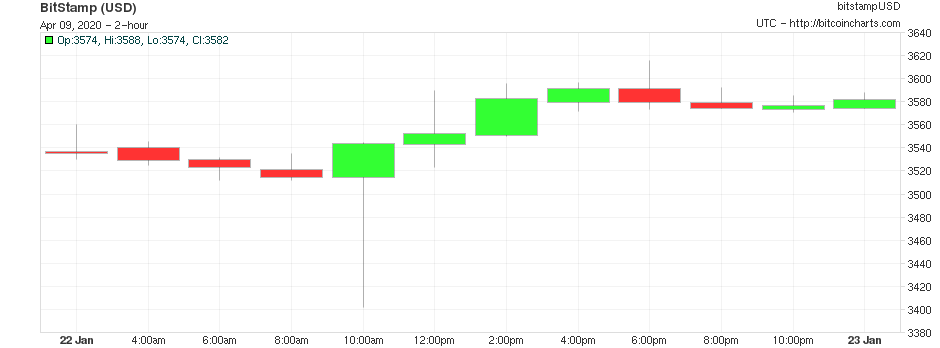 BitStamp (USD)
bitstampUSD
Apr 09, 2020 - 2-hour
UTC - http://bitcoincharts.com
Op:3574, Hi:3588, Lo:3574, Cl:3582
3640
3620
3600
3580
3560
3540
3520
3500
3480
3460
3440
3420
3400
3380
22 Jan 4:00am 6:00am 8:00am 10:00am 12:00pm 2:00pm 4:00pm 6:00pm 8:00pm 10:00pm 23 Jan